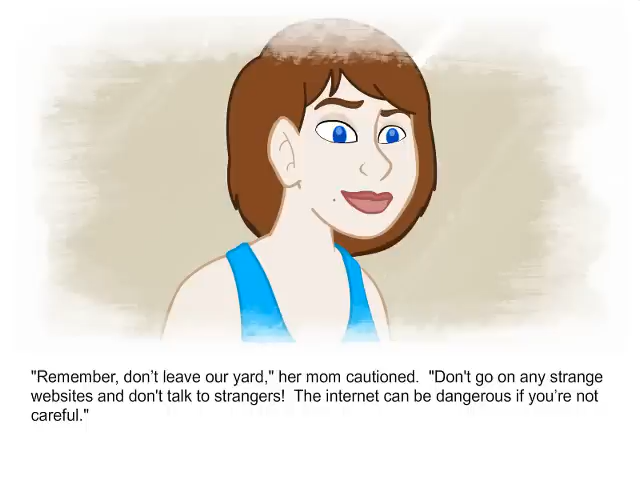 "Remember, don’t leave our yard," her mom cautioned.  "Don't go on any strange
websites and don't talk to strangers!  The internet can be dangerous if you’re not
careful."